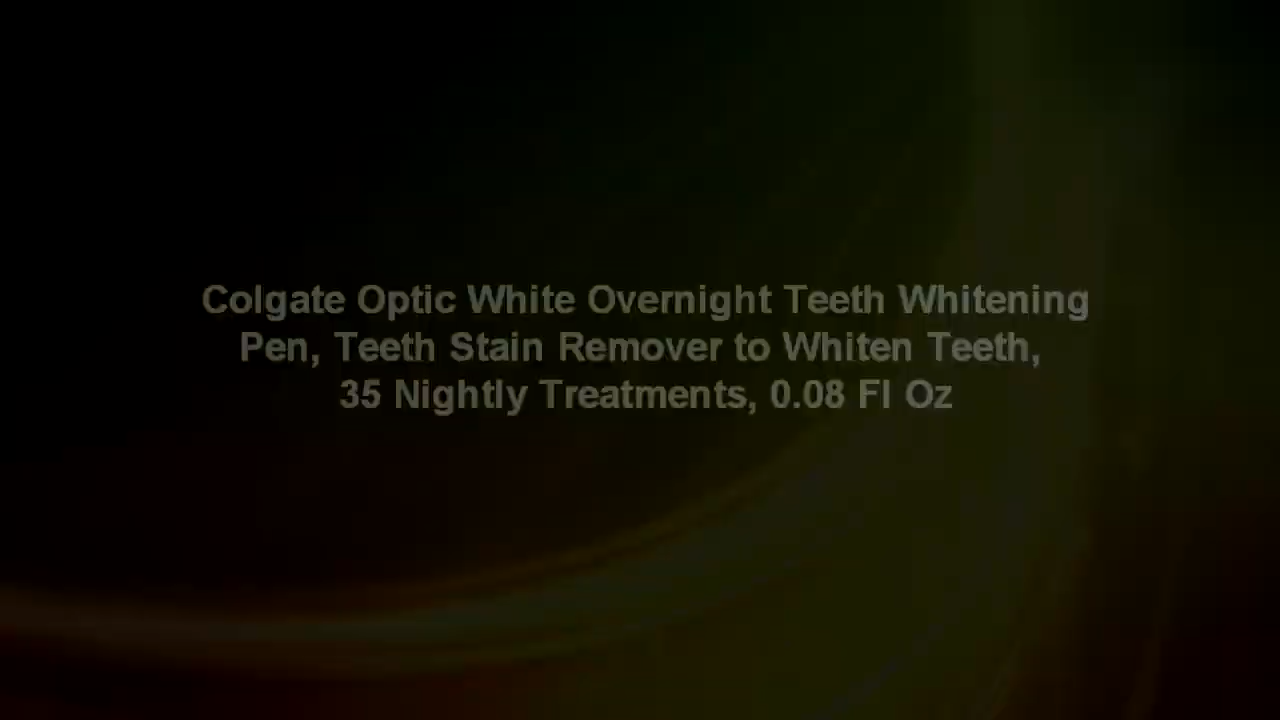 Colgate Optic White Overnight Teeth Whitening
Pen, Teeth Stain Remover to Whiten Teeth,
35 Nightly Treatments, 0.08 Fl Oz